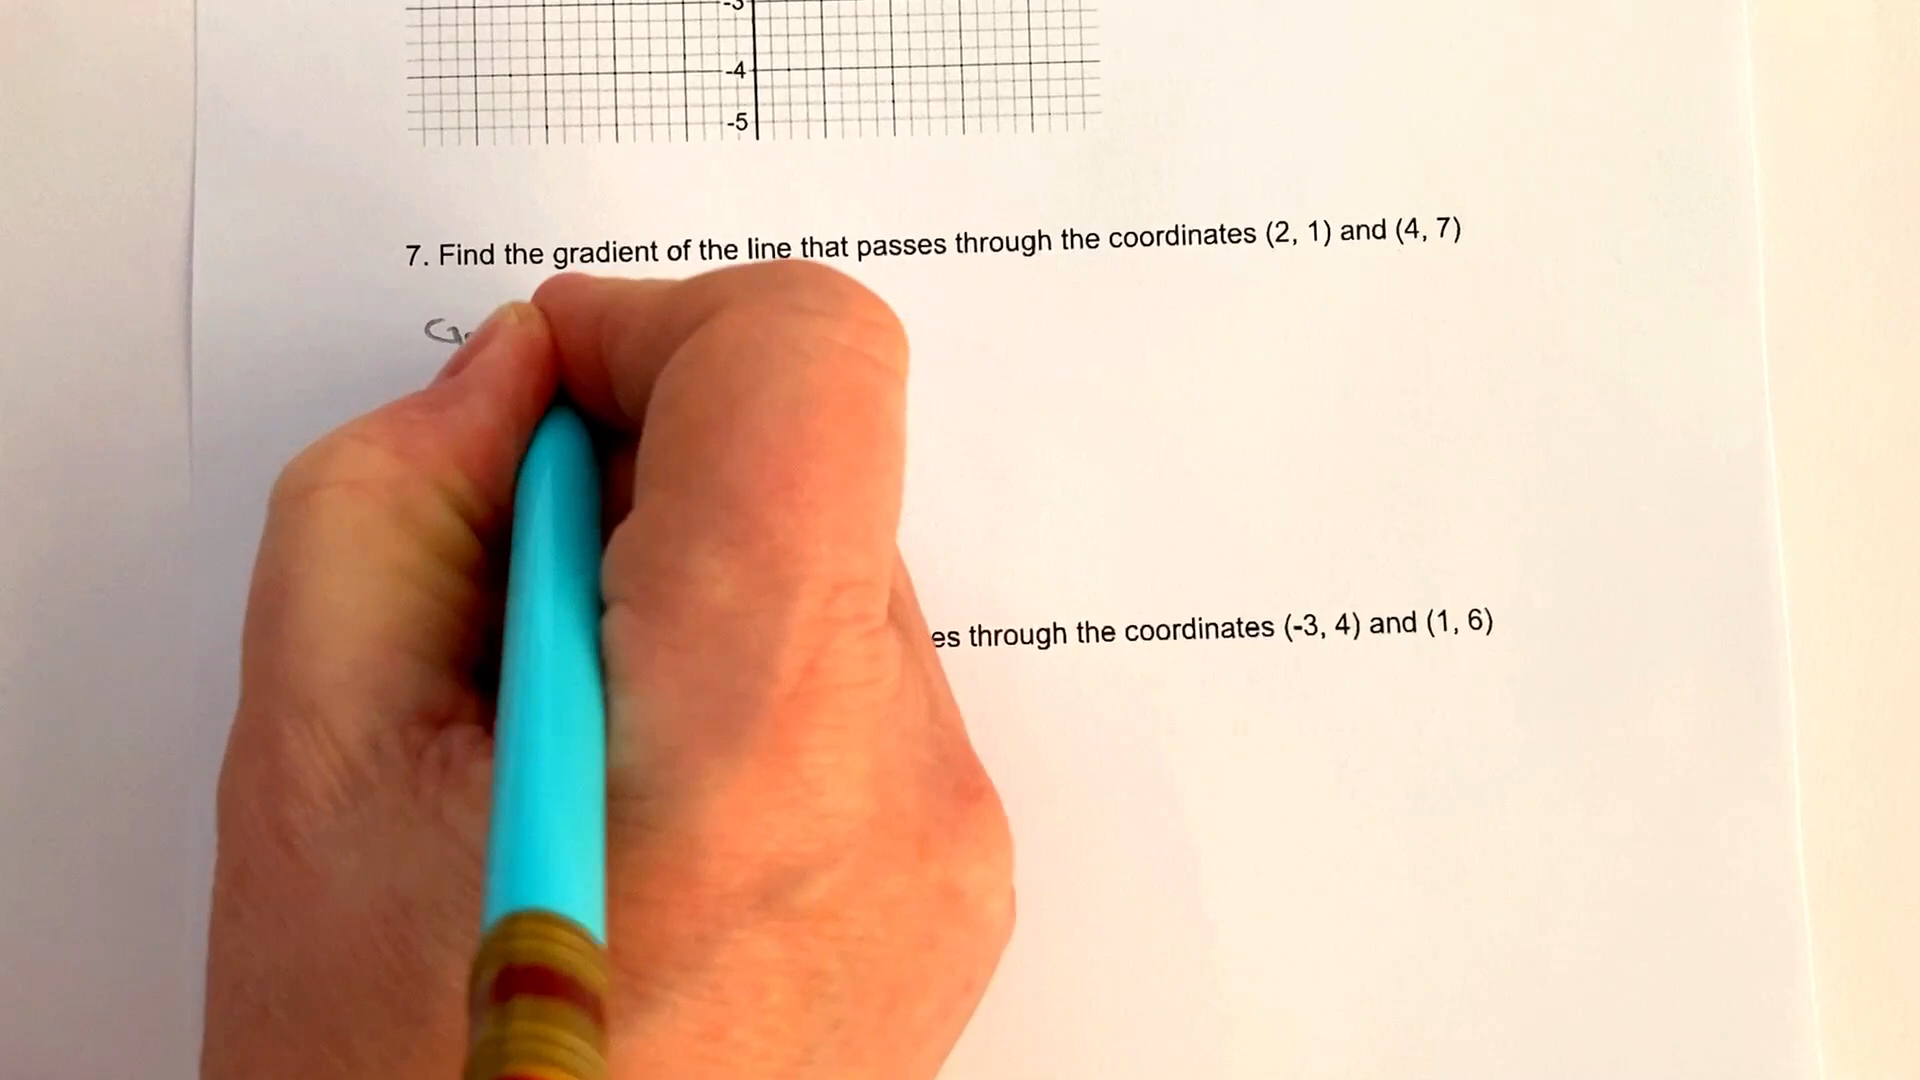 -3
-4
-5
7. Find the gradient of the line that passes through the coordinates (2, 1) and (4, 7)
es through the coordinates (-3, 4) and (1, 6)